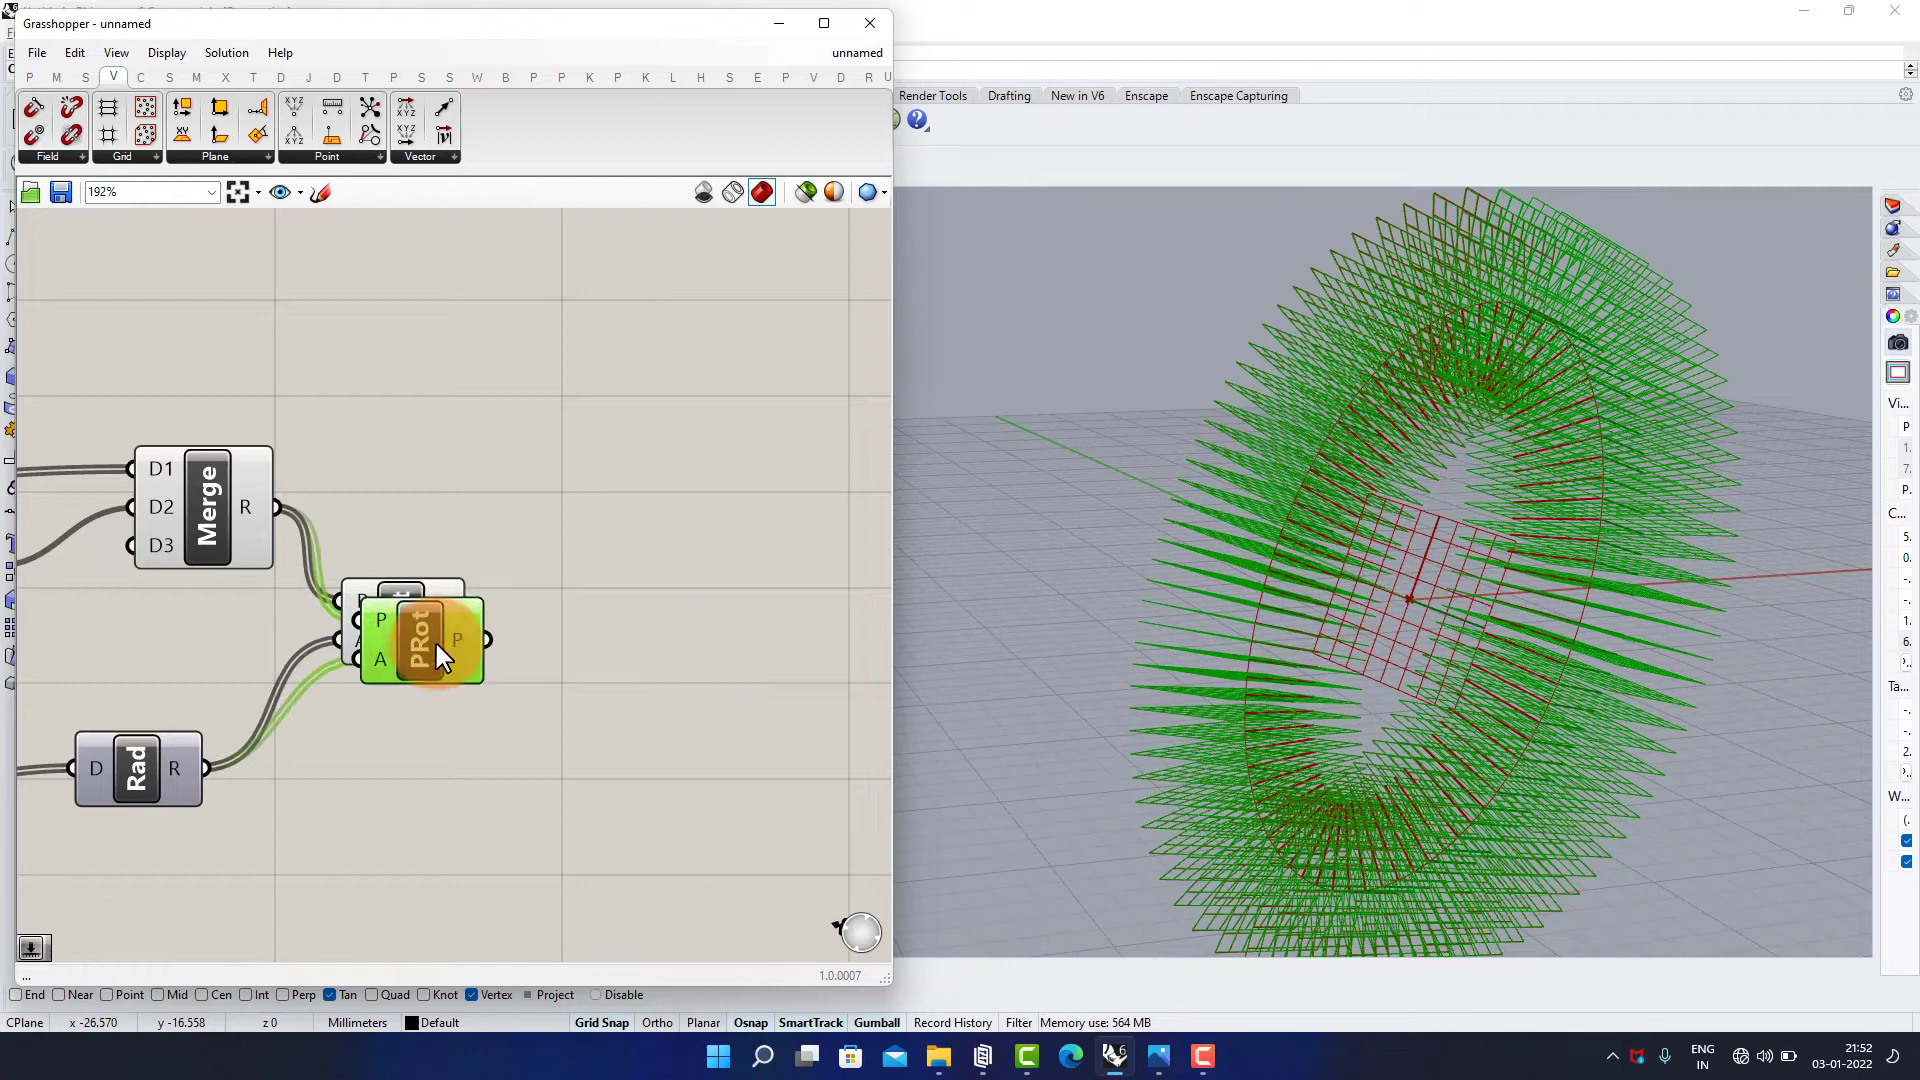 Grasshopper - unnamed
File Edit View Display Solution Help unnamed
P M S V C S M X T D J D T P S S W B P P K P K L H S E P V D R U
Field Grid Plane Point Vector
192%
Render Tools Drafting New in V6 Enscape Enscape Capturing
D1
D2
D3
Merge
R
P
A
PRot
P
D
Rad
R
Vi...
P
P.
C...
Ta...
W...
1.0.0007
End Near Point Mid Cen Int Perp Tan Quad Knot Vertex Project Disable
CPlane x -26.570 y -16.558 z 0 Millimeters Default Grid Snap Ortho Planar Osnap SmartTrack Gumball Record History Filter Memory use: 564 MB
ENG
IN
21:52
03-01-2022